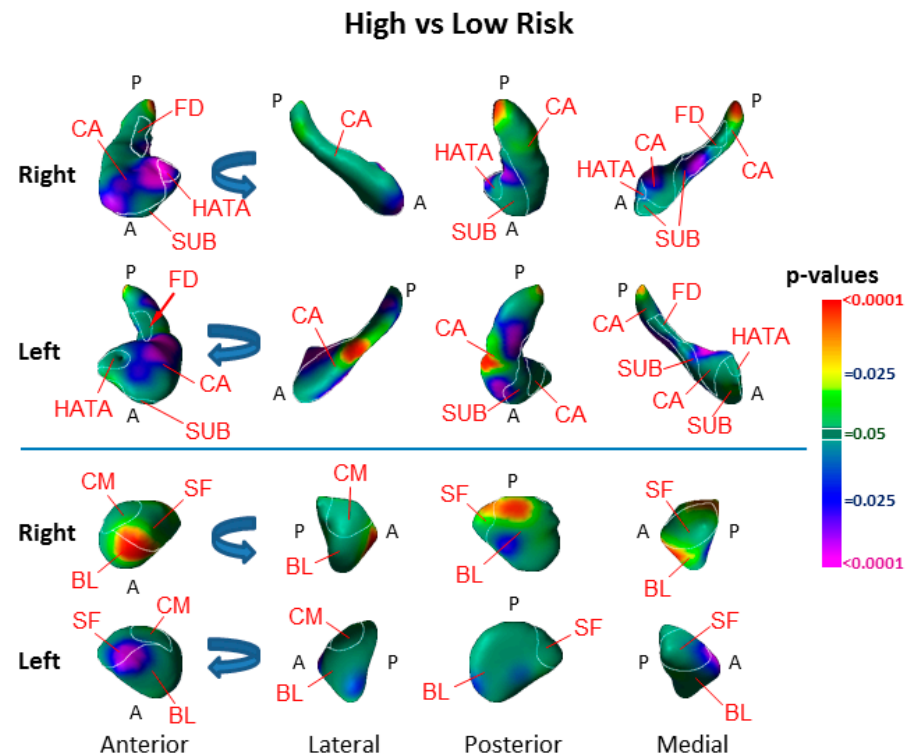 High vs Low Risk
P
FD
CA
Right
HATA
A
SUB
P
CA
A
P
CA
HATA
SUB
A
P
FD
CA
HATA
CA
A
SUB
P
FD
Left
CA
HATA
A
SUB
P
CA
A
P
CA
SUB
A
CA
P
FD
CA
HATA
SUB
CA
A
SUB
p-values
<0.0001
=0.025
=0.05
=0.025
<0.0001
CM
SF
Right
BL
A
CM
P
A
BL
P
SF
BL
SF
A
P
BL
CM
SF
Left
BL
A
CM
A
P
BL
P
SF
BL
SF
P
A
BL
Anterior
Lateral
Posterior
Medial